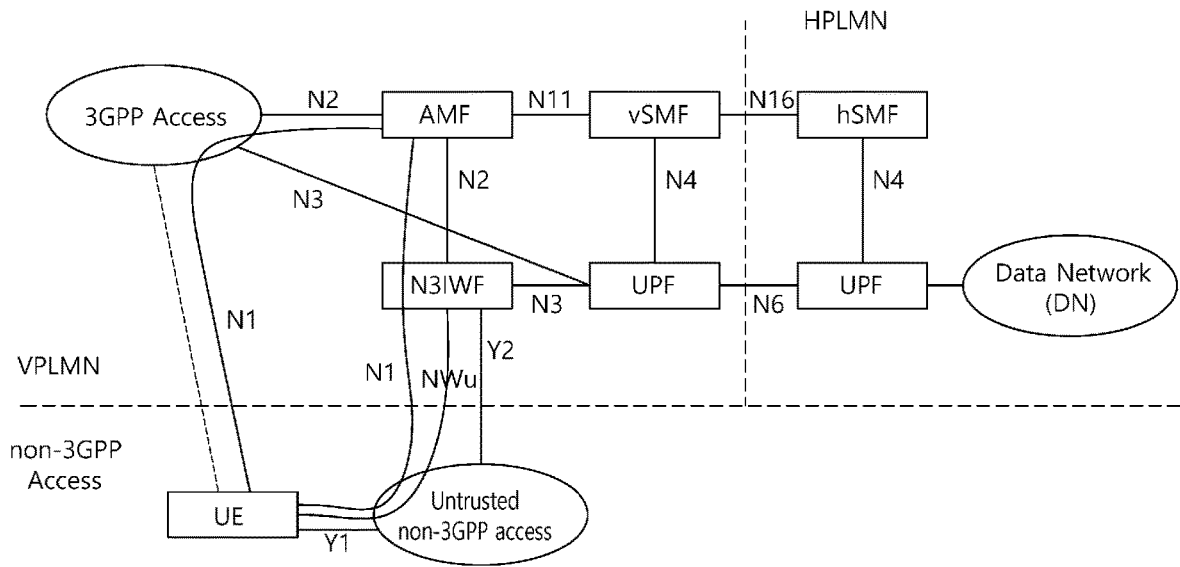 HPLMN
3GPP Access
N2
AMF
N11
vSMF
N16
hSMF
N3
N2
N4
N4
N1
N3IWF
N3
UPF
N6
UPF
Data Network
(DN)
VPLMN
N1
NWu
Y2
non-3GPP
Access
UE
Y1
Untrusted
non-3GPP access